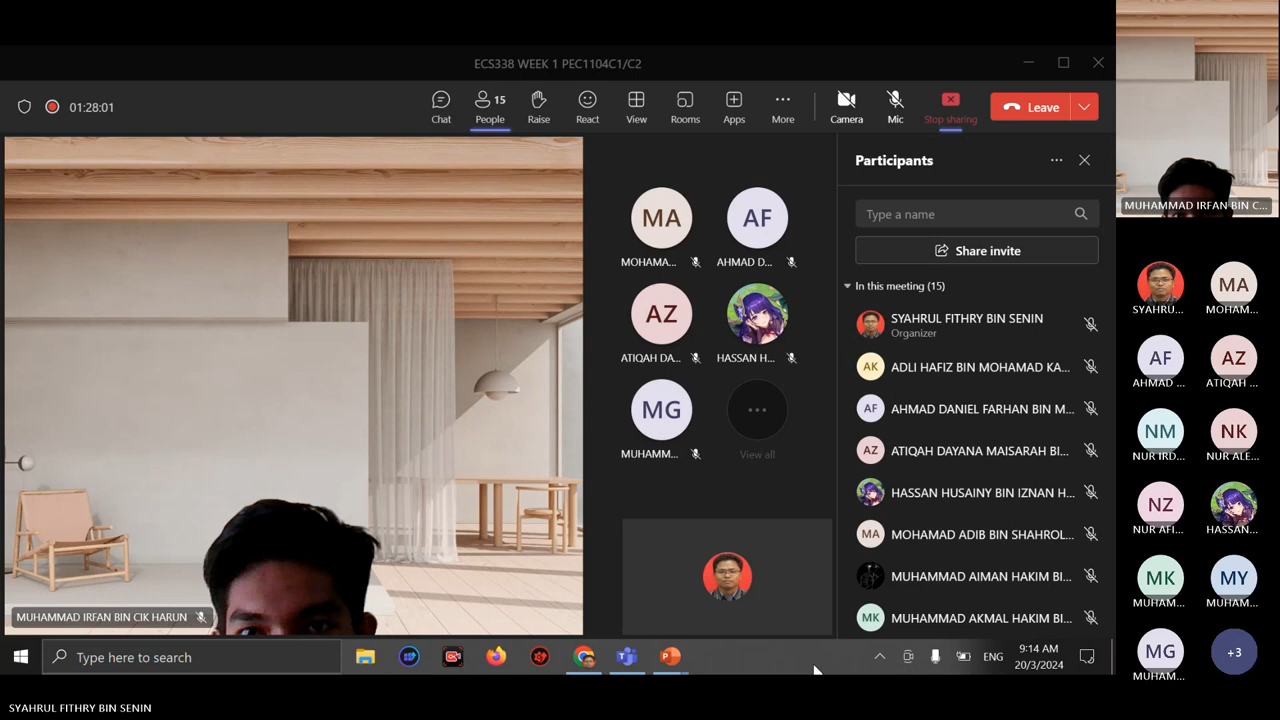 ECS338 WEEK 1 PEC1104C1/C2
01:28:01
Chat
15
People
Raise
React
View
Rooms
Apps
More
Camera
Mic
Stop sharing
Leave
MUHAMMAD IRFAN BIN CIK HARUN
MA
MOHAMA...
AF
AHMAD D...
AZ
ATIQAH DA...
HASSAN H...
MG
MUHAMM...
View all
Participants
Type a name
Share invite
In this meeting (15)
SYAHRUL FITHRY BIN SENIN
Organizer
AK
ADLI HAFIZ BIN MOHAMAD KA...
AF
AHMAD DANIEL FARHAN BIN M...
AZ
ATIQAH DAYANA MAISARAH BI...
HASSAN HUSAINY BIN IZNAN H...
MA
MOHAMAD ADIB BIN SHAHROL...
MUHAMMAD AIMAN HAKIM BI...
MK
MUHAMMAD AKMAL HAKIM BI...
Type here to search
ENG
9:14 AM
20/3/2024
MUHAMMAD IRFAN BIN C...
SYAHRU...
MA
MOHAM...
AF
AHMAD ...
AZ
ATIQAH ...
NM
NUR IRD...
NK
NUR ALE...
NZ
NUR AFI...
HASSAN...
MK
MUHAM...
MY
MUHAM...
MG
MUHAM...
+3
SYAHRUL FITHRY BIN SENIN